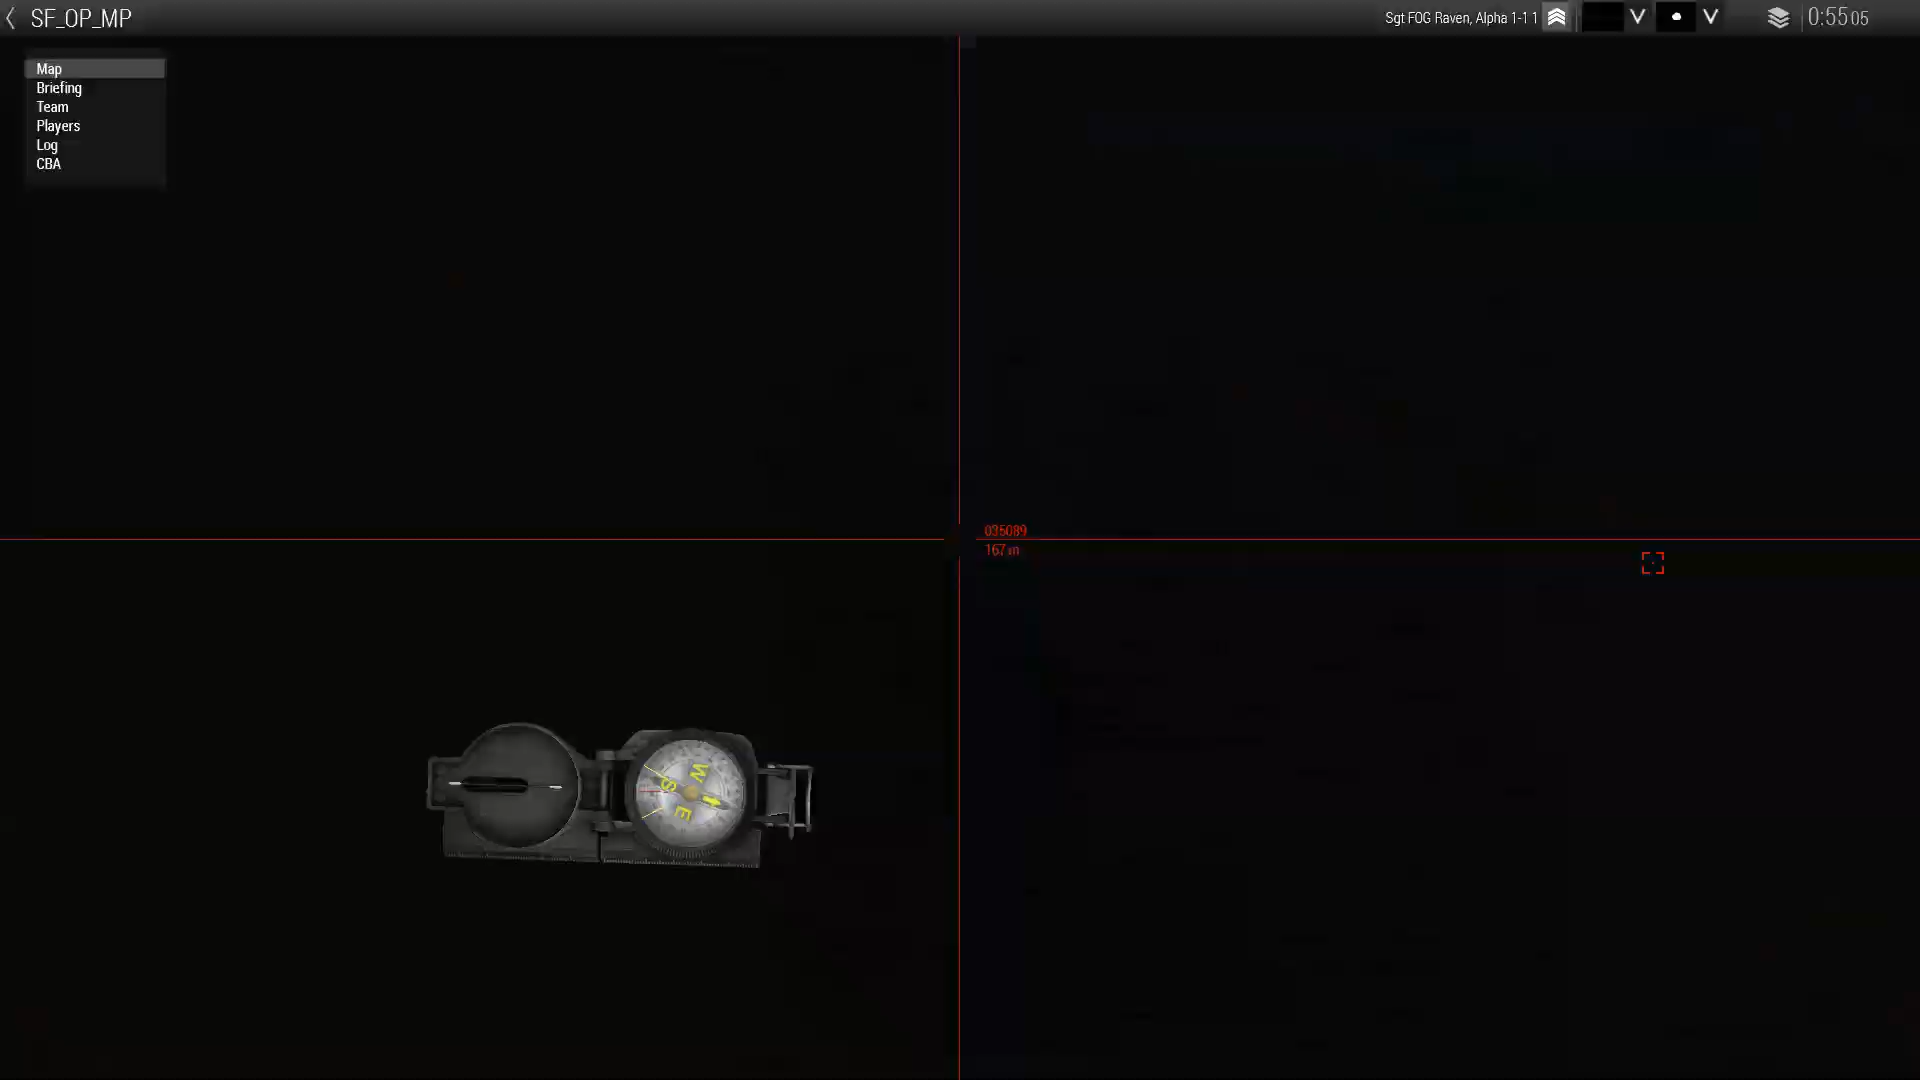 SF_OP_MP
Sgt FOG Raven, Alpha 1-1 1
0:55 05
Map
Briefing
Team
Players
Log
CBA
035089
167 m
W
S
E